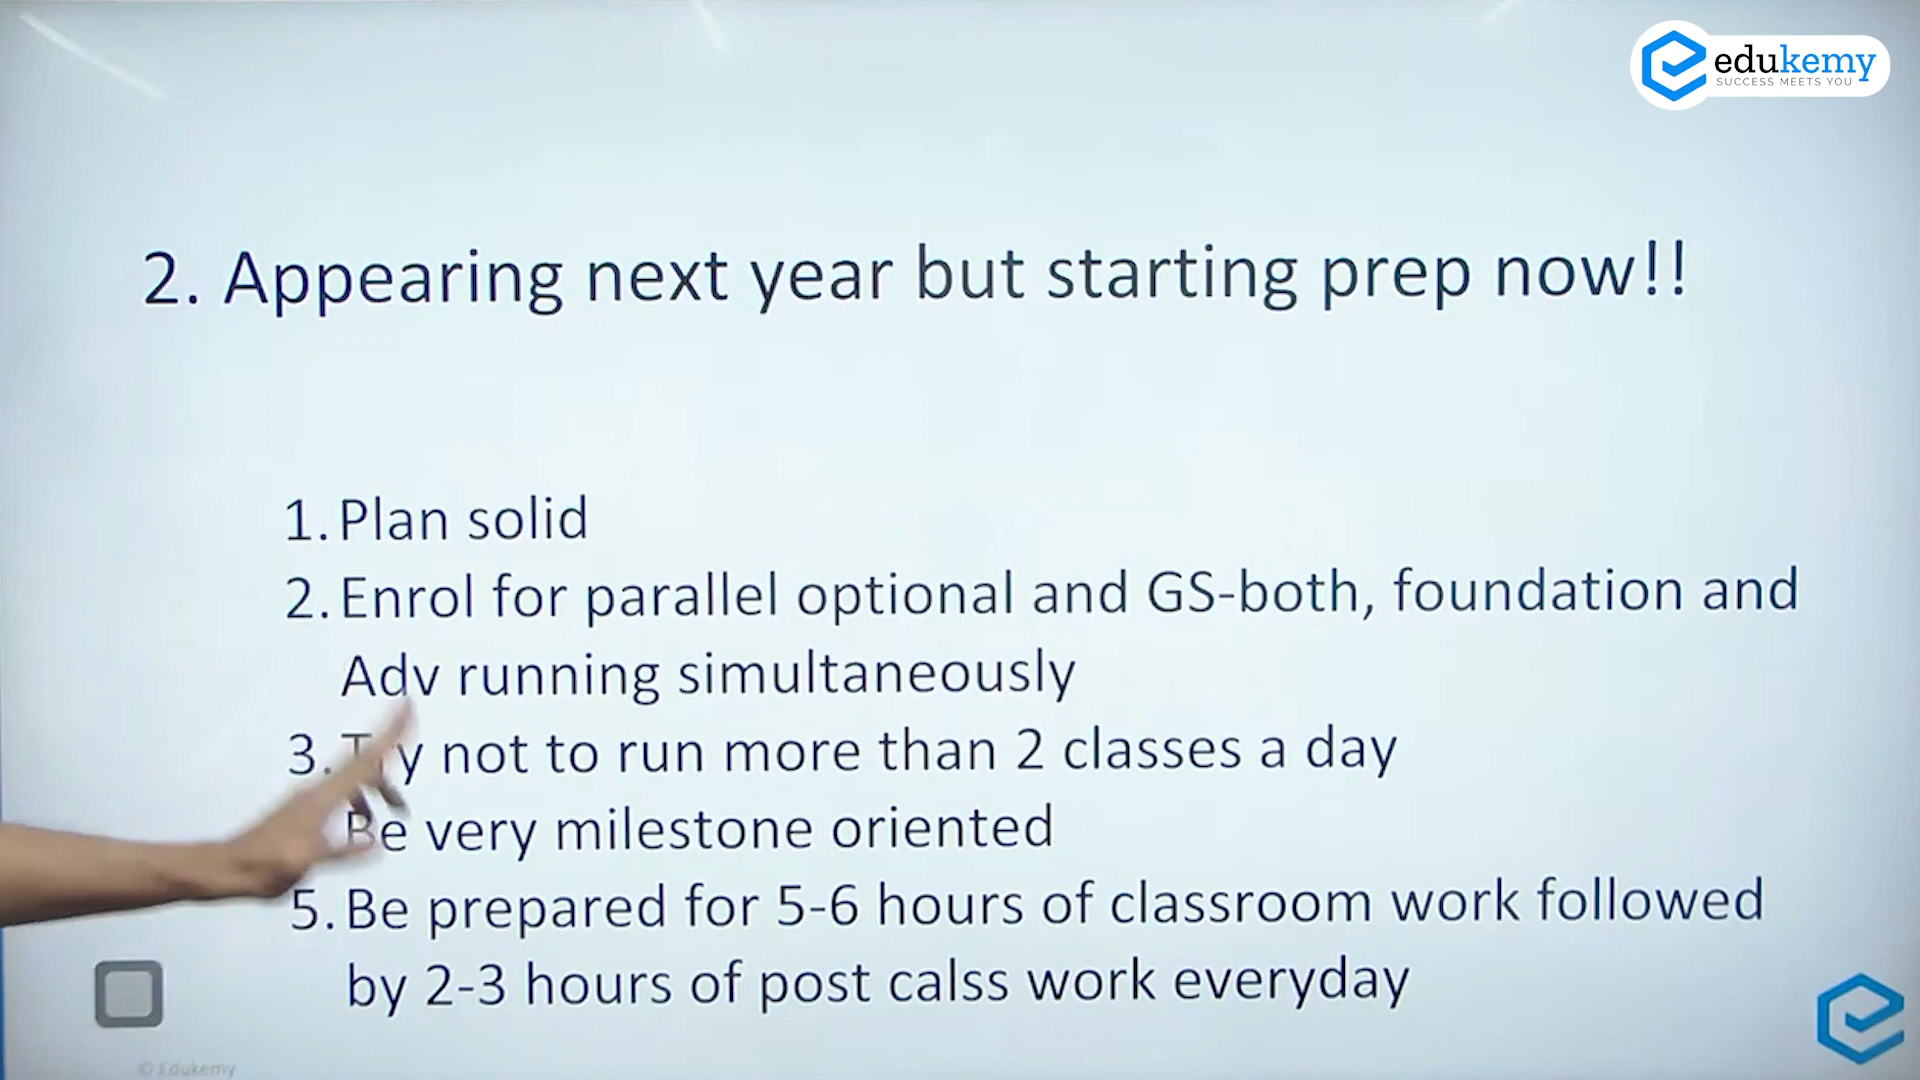 edukemy
SUCCESS MEETS YOU
2. Appearing next year but starting prep now!!
1. Plan solid
2. Enrol for parallel optional and GS-both, foundation and
Adv running simultaneously
3. Try not to run more than 2 classes a day
Be very milestone oriented
5. Be prepared for 5-6 hours of classroom work followed
by 2-3 hours of post calss work everyday
© Edukemy